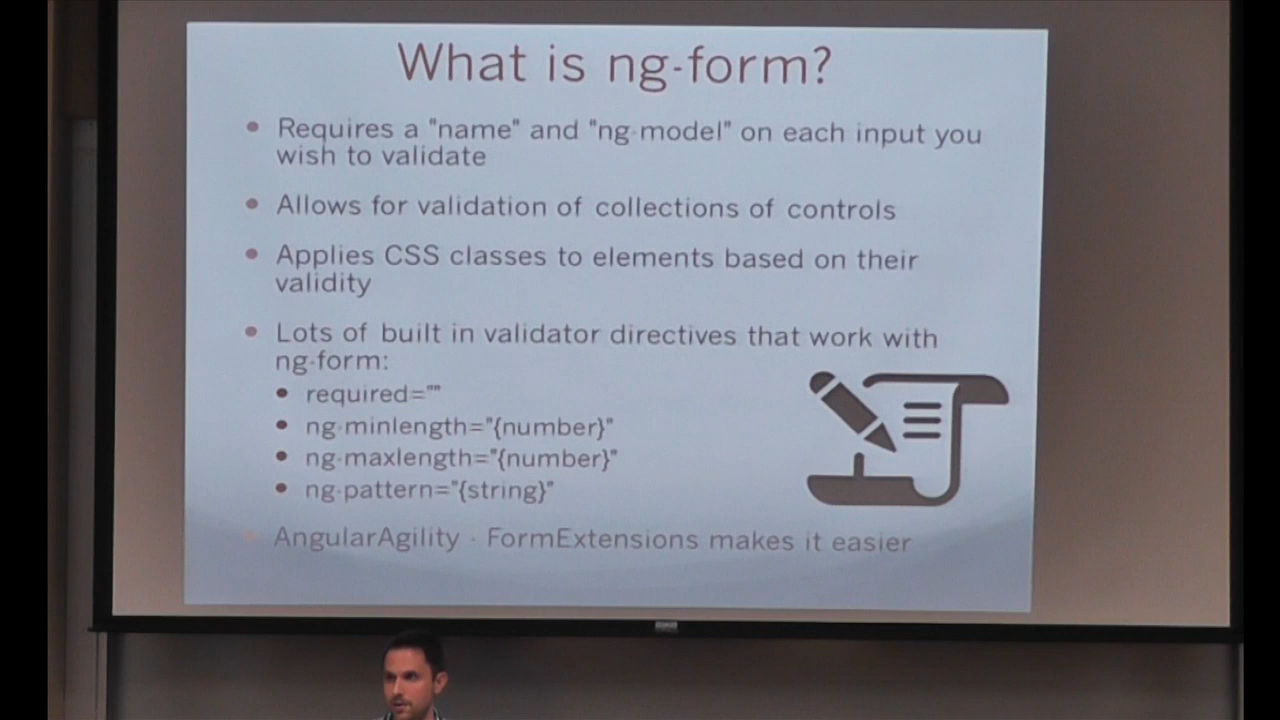 What is ng-form?
• Requires a "name" and "ng-model" on each input you
wish to validate
• Allows for validation of collections of controls
• Applies CSS classes to elements based on their
validity
• Lots of built in validator directives that work with
ng-form:
• required=""
• ng-minlength="{number}"
• ng-maxlength="{number}"
• ng-pattern="{string}"
• AngularAgility - FormExtensions makes it easier